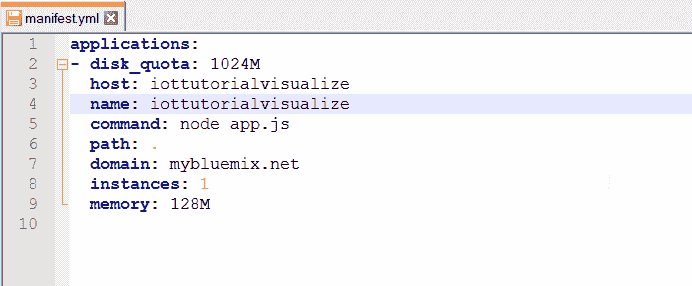 manifest.yml
1 applications:
2 - disk_quota: 1024M
3 host: iottutorialvisualize
4 name: iottutorialvisualize
5 command: node app.js
6 path: .
7 domain: mybluemix.net
8 instances: 1
9 memory: 128M
10